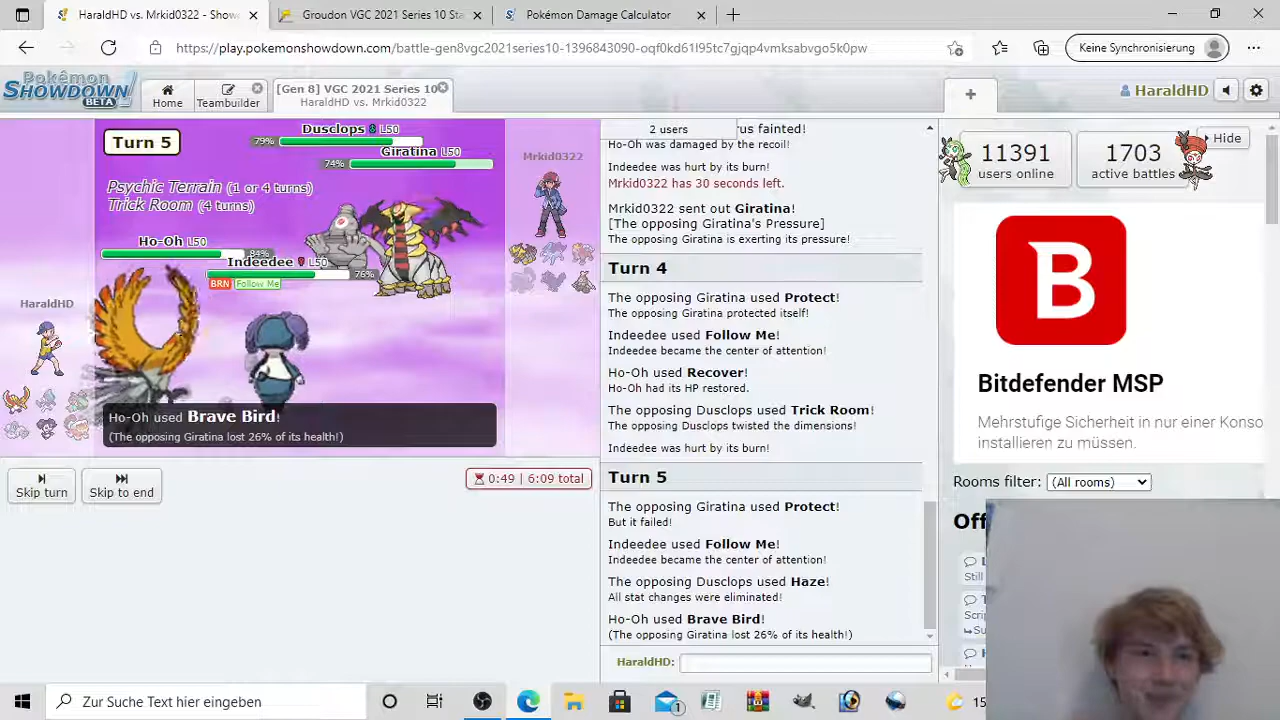 HaraldHD vs. Mrkid0322 - Show
Groudon VGC 2021 Series 10 Sta
Pokémon Damage Calculator
https://play.pokemonshowdown.com/battle-gen8vgc2021series10-1396843090-oqf0kd61l95tc7gjqp4vmksabvgo5k0pw
Keine Synchronisierung
Pokémon
SHOWDOWN!
BETA
Home
Teambuilder
[Gen 8] VGC 2021 Series 10
HaraldHD vs. Mrkid0322
HaraldHD
Turn 5
Dusclops L50
79%
Giratina L50
74%
Psychic Terrain (1 or 4 turns)
Trick Room (4 turns)
Ho-Oh L50
84%
Indeedee L50
76%
BRN Follow Me
Mrkid0322
HaraldHD
Ho-Oh used Brave Bird!
(The opposing Giratina lost 26% of its health!)
Skip turn
Skip to end
0:49 | 6:09 total
2 users
rus fainted!
Ho-Oh was damaged by the recoil!
Indeedee was hurt by its burn!
Mrkid0322 has 30 seconds left.
Mrkid0322 sent out Giratina!
[The opposing Giratina's Pressure]
The opposing Giratina is exerting its pressure!
Turn 4
The opposing Giratina used Protect!
The opposing Giratina protected itself!
Indeedee used Follow Me!
Indeedee became the center of attention!
Ho-Oh used Recover!
Ho-Oh had its HP restored.
The opposing Dusclops used Trick Room!
The opposing Dusclops twisted the dimensions!
Indeedee was hurt by its burn!
Turn 5
The opposing Giratina used Protect!
But it failed!
Indeedee used Follow Me!
Indeedee became the center of attention!
The opposing Dusclops used Haze!
All stat changes were eliminated!
Ho-Oh used Brave Bird!
(The opposing Giratina lost 26% of its health!)
HaraldHD:
11391
users online
1703
active battles
Hide
B
Bitdefender MSP
Mehrstufige Sicherheit in nur einer Konso
installieren zu müssen.
Rooms filter: (All rooms)
Off
Still
Scrip
Zur Suche Text hier eingeben
1
15